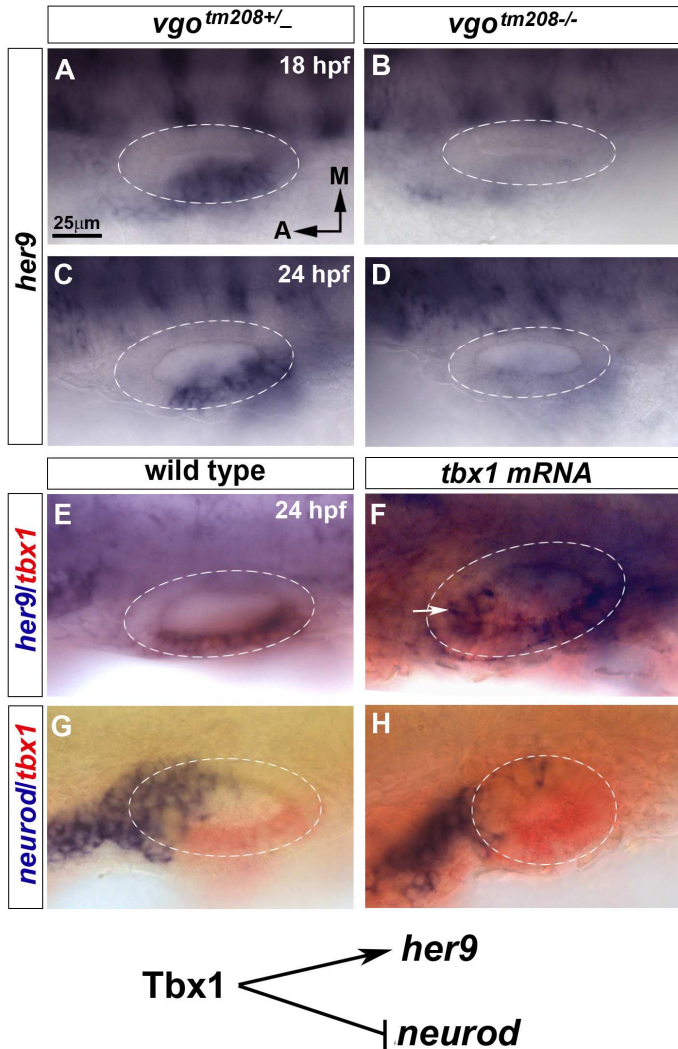 vgo tm208+/_
vgo tm208-/-
her9
A
18 hpf
B
M
A
25μm
C
24 hpf
D
wild type
tbx1 mRNA
her9/tbx1
E
24 hpf
F
neurod/tbx1
G
H
Tbx1
her9
neurod